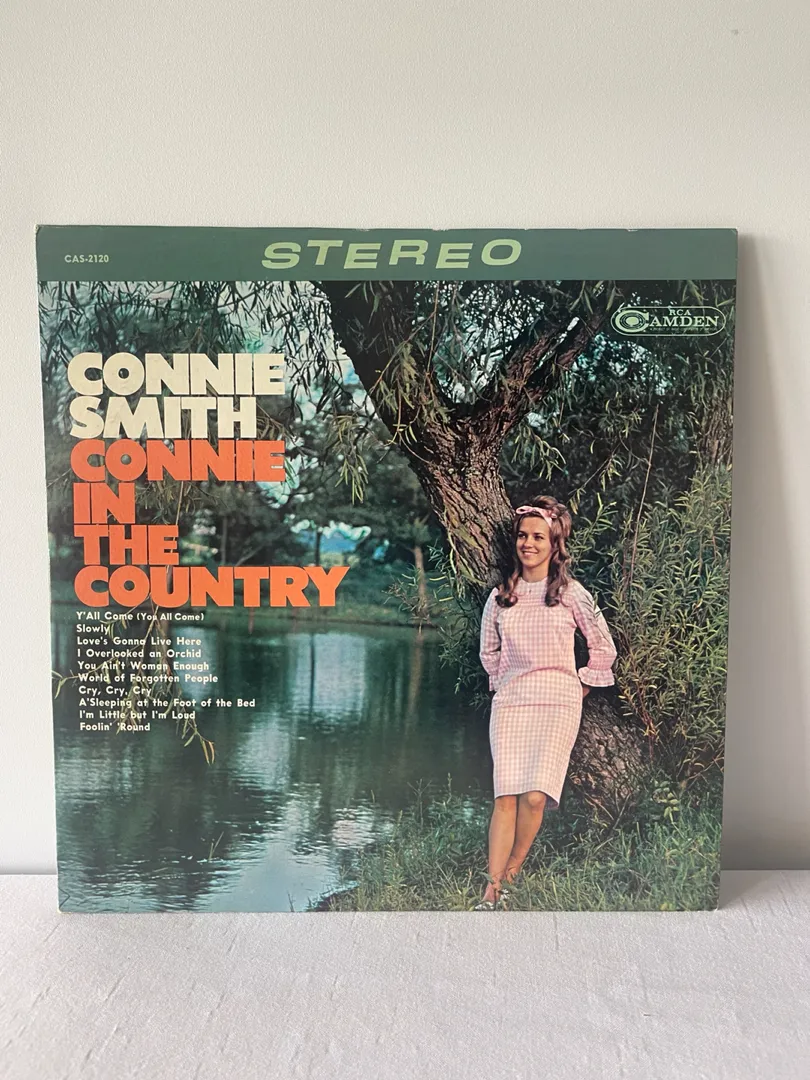 STEREO
CAS-2120
RCA
CAMDEN
CONNIE
SMITH
CONNIE
IN
THE
COUNTRY
Y'All Come (You All Come)
Slowly
Love's Gonna Live Here
I Overlooked an Orchid
You Ain't Woman Enough
World of Forgotten People
Cry, Cry, Cry
A'Sleeping at the Foot of the Bed
I'm Little but I'm Loud
Foolin' 'Round